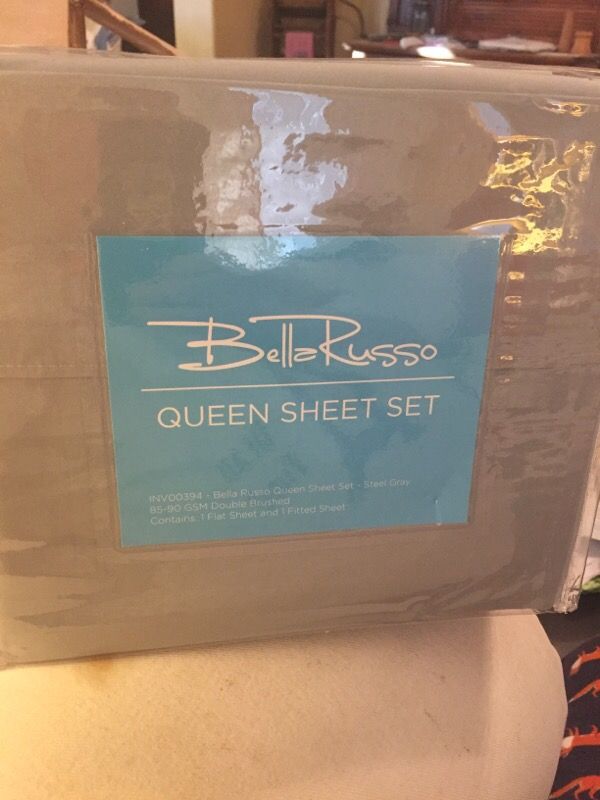 BellaRusso
QUEEN SHEET SET
INV00394 - Bella Russo Queen Sheet Set - Steel Gray
85-90 GSM Double Brushed
Contains: 1 Flat Sheet and 1 Fitted Sheet